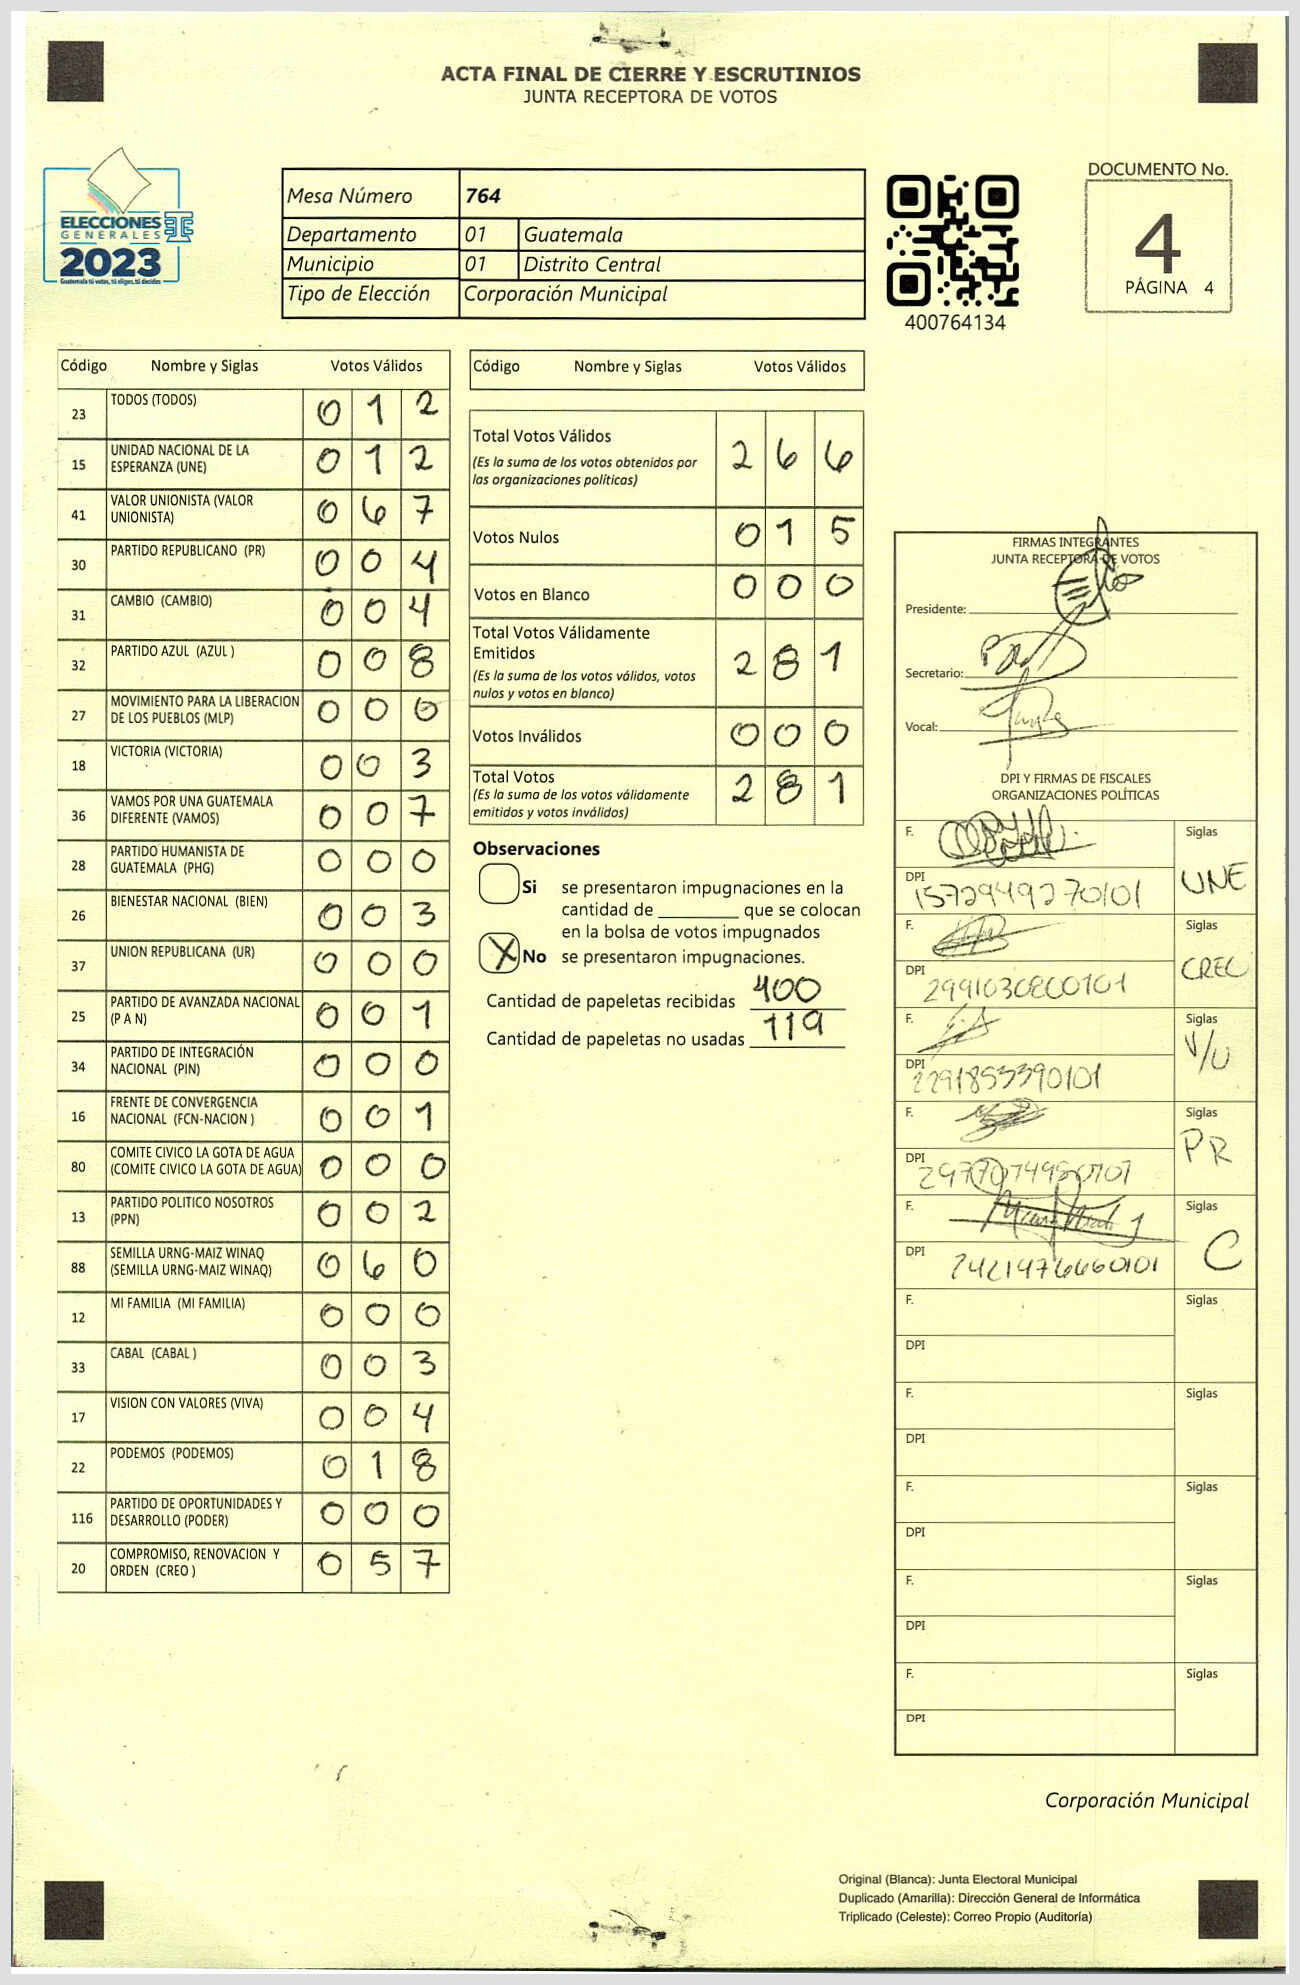 ACTA FINAL DE CIERRE Y ESCRUTINIOS
JUNTA RECEPTORA DE VOTOS
ELECCIONES
GENERALES
2023
Guatemala tú votas, tú eliges, tú decides
Mesa Número 764
Departamento 01 Guatemala
Municipio 01 Distrito Central
Tipo de Elección Corporación Municipal
400764134
DOCUMENTO No.
4
PÁGINA 4
Código Nombre y Siglas Votos Válidos
23 TODOS (TODOS) 0 1 2
15 UNIDAD NACIONAL DE LA
ESPERANZA (UNE) 0 1 2
41 VALOR UNIONISTA (VALOR
UNIONISTA) 0 6 7
30 PARTIDO REPUBLICANO (PR) 0 0 4
31 CAMBIO (CAMBIO) 0 0 4
32 PARTIDO AZUL (AZUL ) 0 0 8
27 MOVIMIENTO PARA LA LIBERACION
DE LOS PUEBLOS (MLP) 0 0 0
18 VICTORIA (VICTORIA) 0 0 3
36 VAMOS POR UNA GUATEMALA
DIFERENTE (VAMOS) 0 0 7
28 PARTIDO HUMANISTA DE
GUATEMALA (PHG) 0 0 0
26 BIENESTAR NACIONAL (BIEN) 0 0 3
37 UNION REPUBLICANA (UR) 0 0 0
25 PARTIDO DE AVANZADA NACIONAL
(P A N) 0 0 1
34 PARTIDO DE INTEGRACIÓN
NACIONAL (PIN) 0 0 0
16 FRENTE DE CONVERGENCIA
NACIONAL (FCN-NACION ) 0 0 1
80 COMITE CIVICO LA GOTA DE AGUA
(COMITE CIVICO LA GOTA DE AGUA) 0 0 0
13 PARTIDO POLITICO NOSOTROS
(PPN) 0 0 2
88 SEMILLA URNG-MAIZ WINAQ
(SEMILLA URNG-MAIZ WINAQ) 0 6 0
12 MI FAMILIA (MI FAMILIA) 0 0 0
33 CABAL (CABAL ) 0 0 3
17 VISION CON VALORES (VIVA) 0 0 4
22 PODEMOS (PODEMOS) 0 1 8
116 PARTIDO DE OPORTUNIDADES Y
DESARROLLO (PODER) 0 0 0
20 COMPROMISO, RENOVACION Y
ORDEN (CREO ) 0 5 7
Código Nombre y Siglas Votos Válidos
Total Votos Válidos 2 6 6
(Es la suma de los votos obtenidos por
las organizaciones políticas)
Votos Nulos 0 1 5
Votos en Blanco 0 0 0
Total Votos Válidamente
Emitidos 2 8 1
(Es la suma de los votos válidos, votos
nulos y votos en blanco)
Votos Inválidos 0 0 0
Total Votos 2 8 1
(Es la suma de los votos válidamente
emitidos y votos inválidos)
Observaciones
Si se presentaron impugnaciones en la
cantidad de ________ que se colocan
en la bolsa de votos impugnados
X No se presentaron impugnaciones.
Cantidad de papeletas recibidas 400
Cantidad de papeletas no usadas 119
FIRMAS INTEGRANTES
JUNTA RECEPTORA DE VOTOS
Presidente:
Secretario:
Vocal:
DPI Y FIRMAS DE FISCALES
ORGANIZACIONES POLÍTICAS
F. Siglas
DPI 1572949270101 UNE
F. Siglas
DPI CREO
F. Siglas
DPI 2291853390101 V/U
F. Siglas
DPI PR
F. Siglas
DPI 2421476660101 C
F. Siglas
DPI
F. Siglas
DPI
F. Siglas
DPI
F. Siglas
DPI
F. Siglas
DPI
Corporación Municipal
Original (Blanca): Junta Electoral Municipal
Duplicado (Amarilla): Dirección General de Informática
Triplicado (Celeste): Correo Propio (Auditoría)